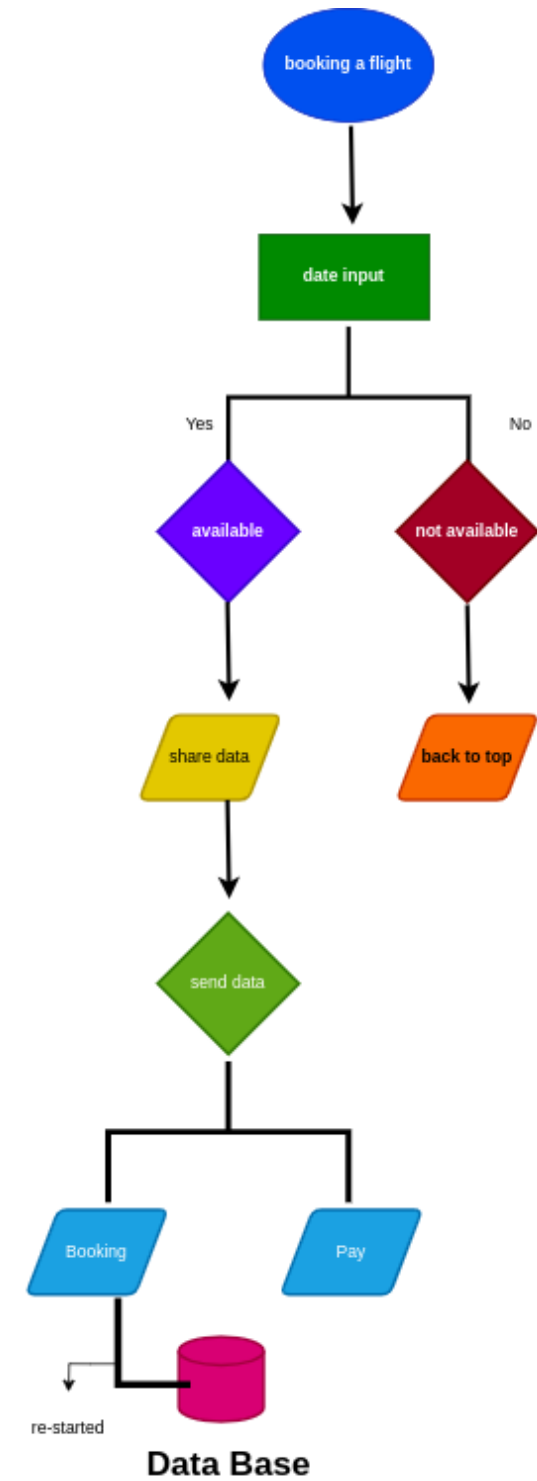 booking a flight
date input
Yes
No
available
not available
share data
back to top
send data
Booking
Pay
re-started
Data Base